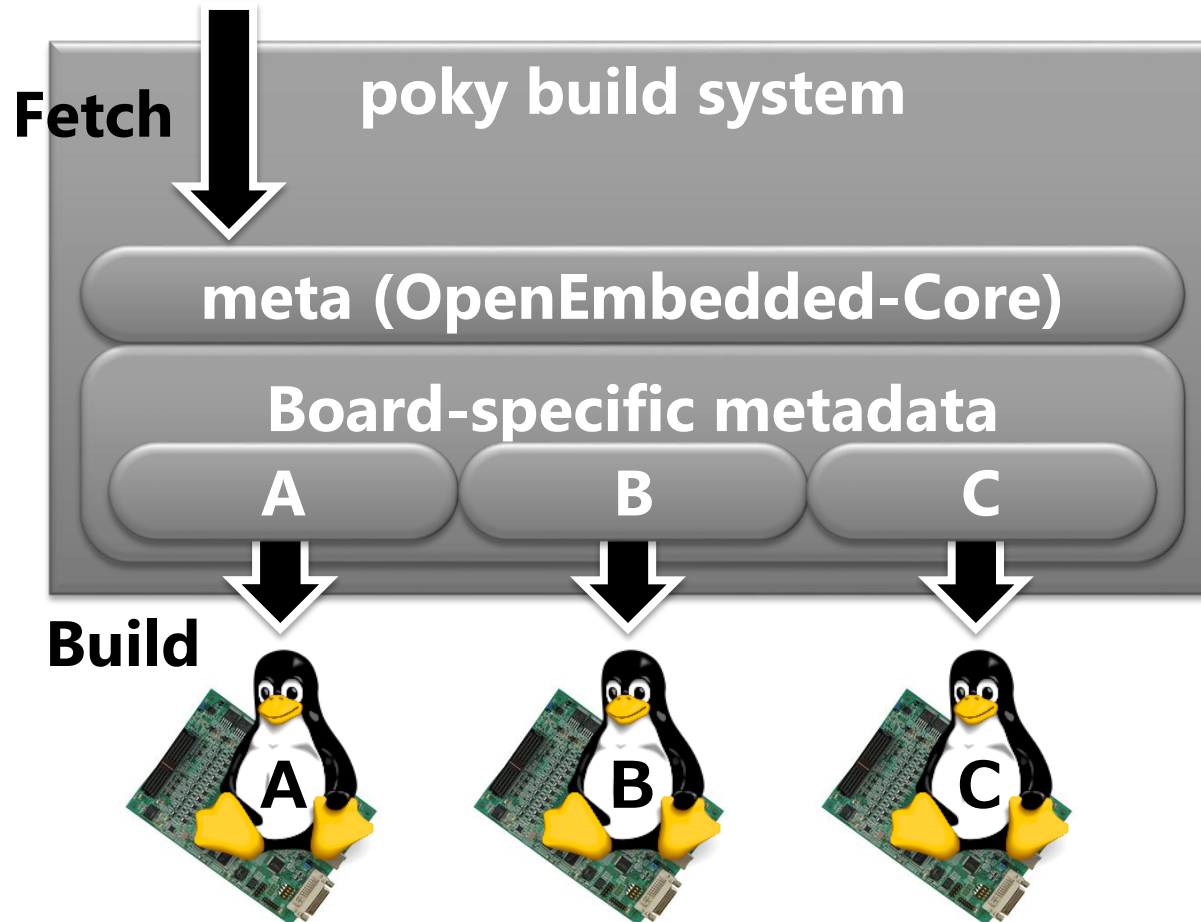 Fetch
poky build system
meta (OpenEmbedded-Core)
Board-specific metadata
A
B
C
Build
A
B
C